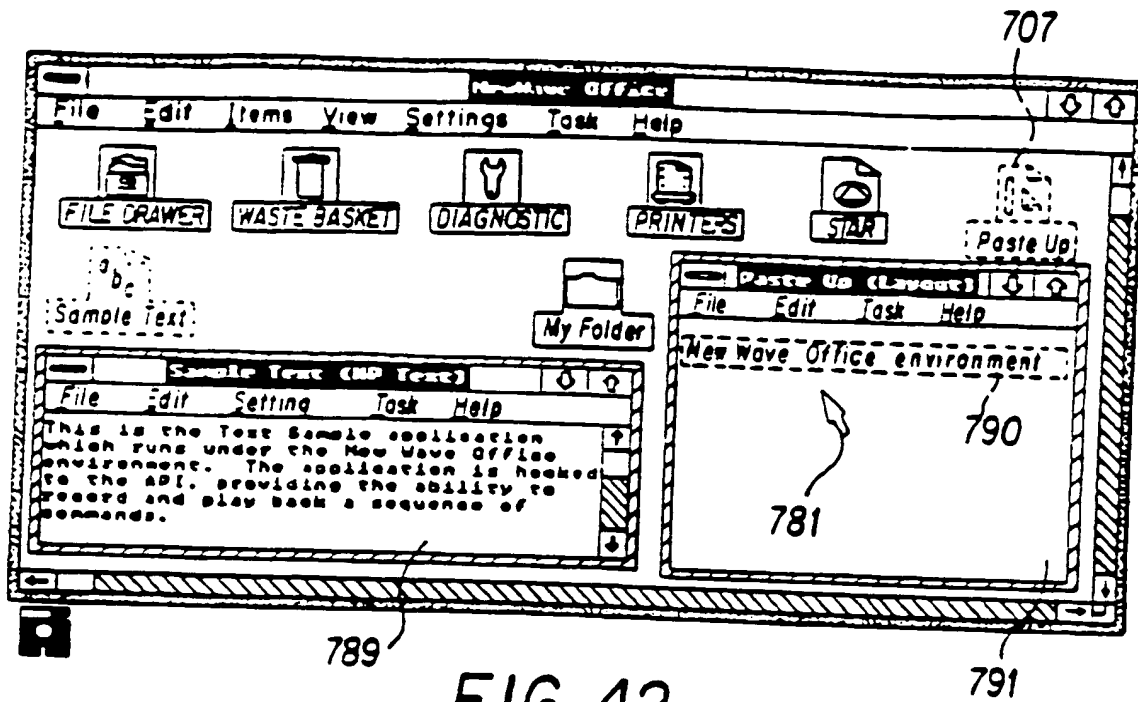 707
NewWave Office
File Edit Items View Settings Task Help
FILE DRAWER WASTE BASKET DIAGNOSTIC PRINTERS STAR Paste Up
Sample Text My Folder
Paste Up (Layout)
File Edit Task Help
New Wave Office environment
790
781
Sample Text (HP Text)
File Edit Setting Task Help
This is the Text Sample application
which runs under the New Wave Office
environment. The application is hooked
to the API, providing the ability to
record and play back a sequence of
commands.
789
791
FIG 42